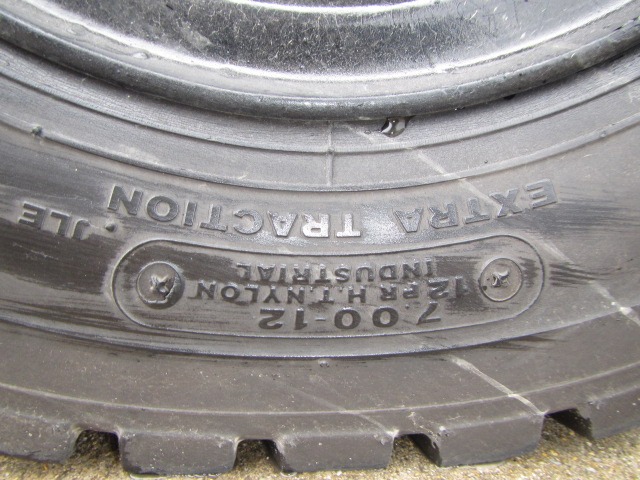 7.00-12
12 PR H.T.NYLON
INDUSTRIAL
EXTRA TRACTION
JLE